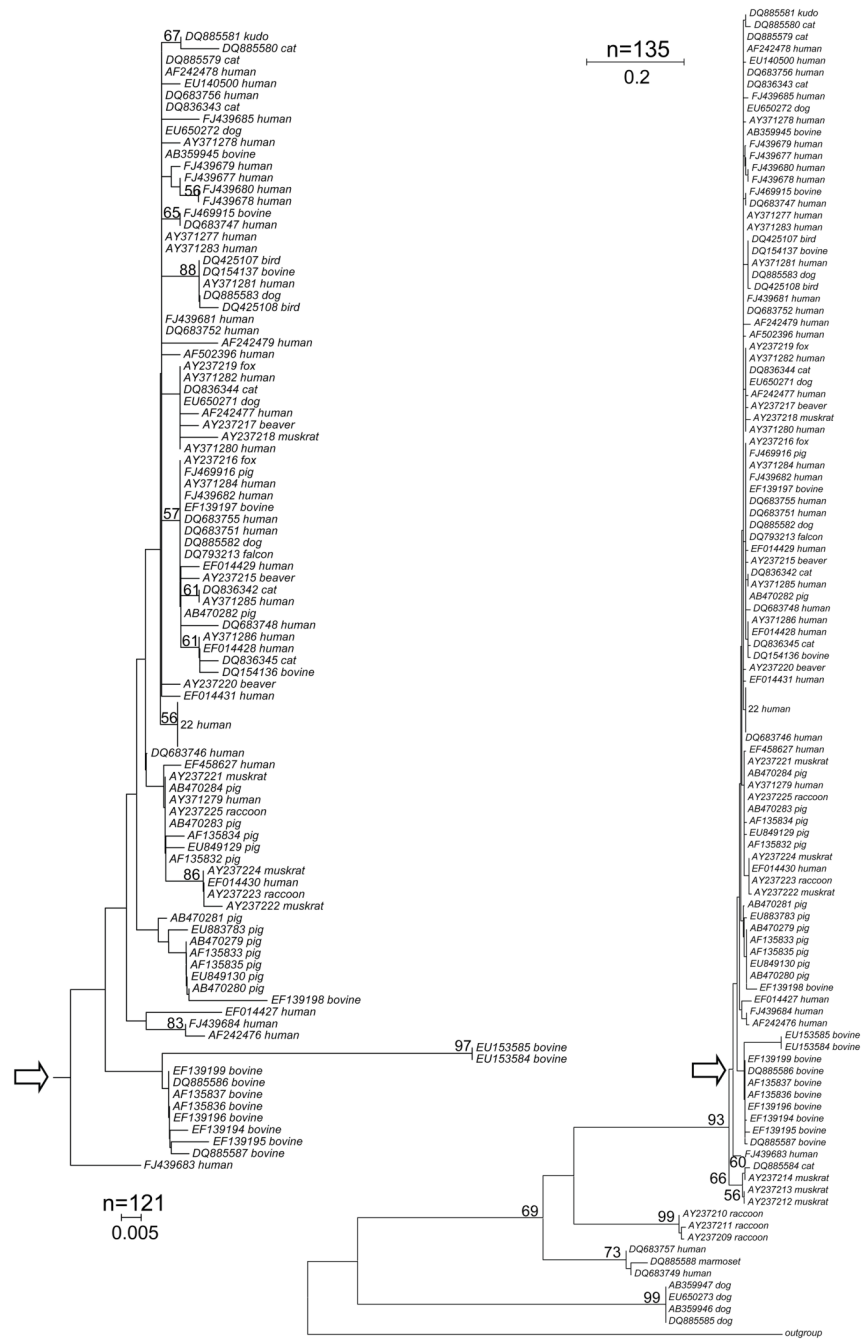 67
DQ885581 kudo
DQ885580 cat
DQ885579 cat
AF242478 human
EU140500 human
DQ683756 human
DQ836343 cat
FJ439685 human
EU650272 dog
AY371278 human
AB359945 bovine
FJ439679 human
FJ439677 human
56
FJ439680 human
FJ439678 human
65
FJ469915 bovine
DQ683747 human
AY371277 human
AY371283 human
DQ425107 bird
88
DQ154137 bovine
AY371281 human
DQ885583 dog
DQ425108 bird
FJ439681 human
DQ683752 human
AF242479 human
AF502396 human
AY237219 fox
AY371282 human
DQ836344 cat
EU650271 dog
AF242477 human
AY237217 beaver
AY237218 muskrat
AY371280 human
AY237216 fox
FJ469916 pig
AY371284 human
FJ439682 human
EF139197 bovine
57
DQ683755 human
DQ683751 human
DQ885582 dog
DQ793213 falcon
EF014429 human
AY237215 beaver
61
DQ836342 cat
AY371285 human
AB470282 pig
DQ683748 human
61
AY371286 human
EF014428 human
DQ836345 cat
DQ154136 bovine
AY237220 beaver
EF014431 human
56
22 human
DQ683746 human
EF458627 human
AY237221 muskrat
AB470284 pig
AY371279 human
AY237225 raccoon
AB470283 pig
AF135834 pig
EU849129 pig
AF135832 pig
86
AY237224 muskrat
EF014430 human
AY237223 raccoon
AY237222 muskrat
AB470281 pig
EU883783 pig
AB470279 pig
AF135833 pig
AF135835 pig
EU849130 pig
AB470280 pig
EF139198 bovine
EF014427 human
83
FJ439684 human
AF242476 human
97
EU153585 bovine
EU153584 bovine
EF139199 bovine
DQ885586 bovine
AF135837 bovine
AF135836 bovine
EF139196 bovine
EF139194 bovine
EF139195 bovine
DQ885587 bovine
FJ439683 human
n=121
0.005
n=135
0.2
DQ885581 kudo
DQ885580 cat
DQ885579 cat
AF242478 human
EU140500 human
DQ683756 human
DQ836343 cat
FJ439685 human
EU650272 dog
AY371278 human
AB359945 bovine
FJ439679 human
FJ439677 human
FJ439680 human
FJ439678 human
FJ469915 bovine
DQ683747 human
AY371277 human
AY371283 human
DQ425107 bird
DQ154137 bovine
AY371281 human
DQ885583 dog
DQ425108 bird
FJ439681 human
DQ683752 human
AF242479 human
AF502396 human
AY237219 fox
AY371282 human
DQ836344 cat
EU650271 dog
AF242477 human
AY237217 beaver
AY237218 muskrat
AY371280 human
AY237216 fox
FJ469916 pig
AY371284 human
FJ439682 human
EF139197 bovine
DQ683755 human
DQ683751 human
DQ885582 dog
DQ793213 falcon
EF014429 human
AY237215 beaver
DQ836342 cat
AY371285 human
AB470282 pig
DQ683748 human
AY371286 human
EF014428 human
DQ836345 cat
DQ154136 bovine
AY237220 beaver
EF014431 human
22 human
DQ683746 human
EF458627 human
AY237221 muskrat
AB470284 pig
AY371279 human
AY237225 raccoon
AB470283 pig
AF135834 pig
EU849129 pig
AF135832 pig
AY237224 muskrat
EF014430 human
AY237223 raccoon
AY237222 muskrat
AB470281 pig
EU883783 pig
AB470279 pig
AF135833 pig
AF135835 pig
EU849130 pig
AB470280 pig
EF139198 bovine
EF014427 human
FJ439684 human
AF242476 human
EU153585 bovine
EU153584 bovine
EF139199 bovine
DQ885586 bovine
AF135837 bovine
AF135836 bovine
EF139196 bovine
EF139194 bovine
93
EF139195 bovine
DQ885587 bovine
FJ439683 human
60
DQ885584 cat
66
AY237214 muskrat
56
AY237213 muskrat
AY237212 muskrat
69
99
AY237210 raccoon
AY237211 raccoon
AY237209 raccoon
73
DQ683757 human
DQ885588 marmoset
DQ683749 human
AB359947 dog
99
EU650273 dog
AB359946 dog
DQ885585 dog
outgroup